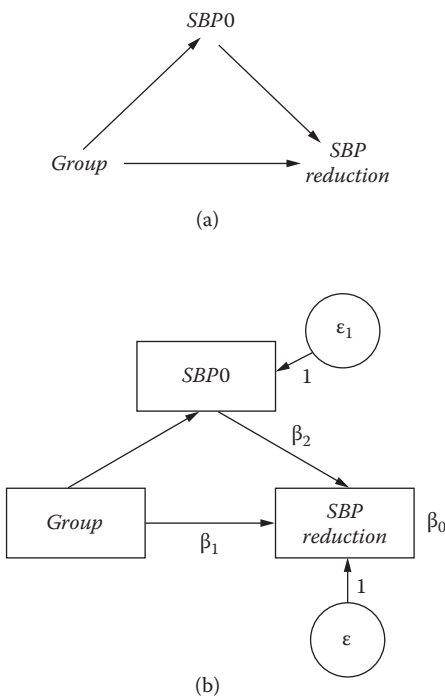 SBP0
Group
SBP
reduction
(a)
ε1
SBP0
1
β2
Group
β1
SBP
reduction
β0
1
ε
(b)